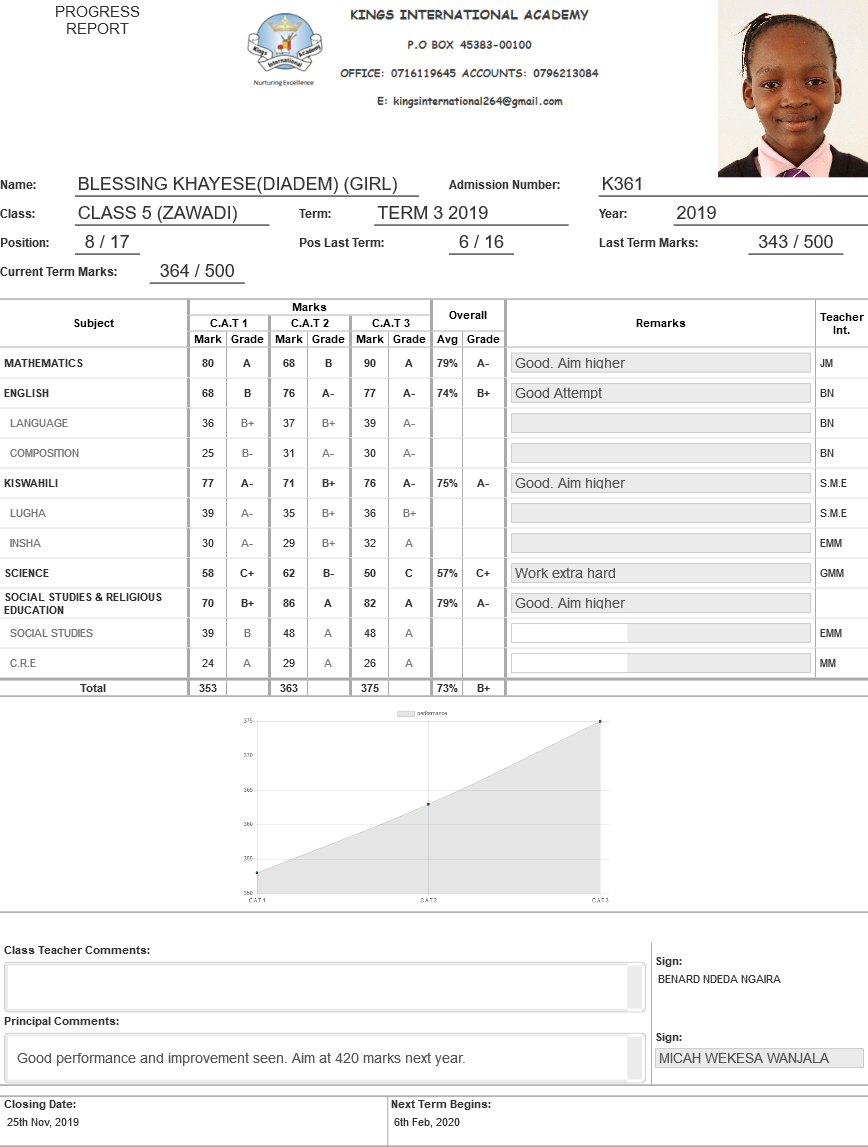 PROGRESS
REPORT
KINGS INTERNATIONAL ACADEMY
P.O BOX 45383-00100
OFFICE: 0716119645 ACCOUNTS: 0796213084
E: kingsinternational264@gmail.com
Kings Academy
International
Nurturing Excellence
Name: BLESSING KHAYESE(DIADEM) (GIRL) Admission Number: K361
Class: CLASS 5 (ZAWADI) Term: TERM 3 2019 Year: 2019
Position: 8 / 17 Pos Last Term: 6 / 16 Last Term Marks: 343 / 500
Current Term Marks: 364 / 500
Subject Marks Overall Remarks Teacher Int.
C.A.T 1 C.A.T 2 C.A.T 3
Mark Grade Mark Grade Mark Grade Avg Grade
MATHEMATICS 80 A 68 B 90 A 79% A- Good. Aim higher JM
ENGLISH 68 B 76 A- 77 A- 74% B+ Good Attempt BN
LANGUAGE 36 B+ 37 B+ 39 A- BN
COMPOSITION 25 B- 31 A- 30 A- BN
KISWAHILI 77 A- 71 B+ 76 A- 75% A- Good. Aim higher S.M.E
LUGHA 39 A- 35 B+ 36 B+ S.M.E
INSHA 30 A- 29 B+ 32 A EMM
SCIENCE 58 C+ 62 B- 50 C 57% C+ Work extra hard GMM
SOCIAL STUDIES & RELIGIOUS
EDUCATION 70 B+ 86 A 82 A 79% A- Good. Aim higher
SOCIAL STUDIES 39 B 48 A 48 A EMM
C.R.E 24 A 29 A 26 A MM
Total 353 363 375 73% B+
performance
375
370
365
360
355
350
CAT1 CAT2 CAT3
Class Teacher Comments:
Sign:
BENARD NDEDA NGAIRA
Principal Comments:
Good performance and improvement seen. Aim at 420 marks next year.
Sign:
MICAH WEKESA WANJALA
Closing Date: Next Term Begins:
25th Nov, 2019 6th Feb, 2020